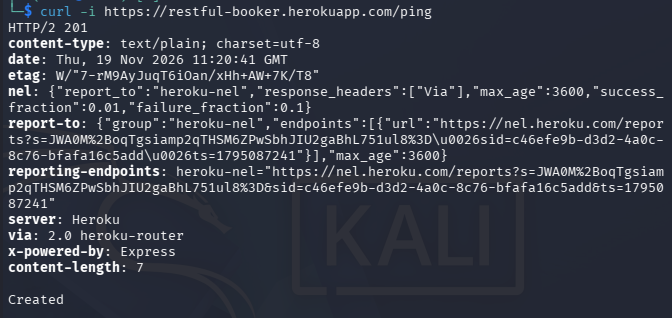 └─$ curl -i https://restful-booker.herokuapp.com/ping
HTTP/2 201
content-type: text/plain; charset=utf-8
date: Thu, 19 Nov 2026 11:20:41 GMT
etag: W/"7-rM9AyJuqT6iOan/xHh+AW+7K/T8"
nel: {"report_to":"heroku-nel","response_headers":["Via"],"max_age":3600,"success_
fraction":0.01,"failure_fraction":0.1}
report-to: {"group":"heroku-nel","endpoints":[{"url":"https://nel.heroku.com/repor
ts?s=JWA0M%2BoqTgsiamp2qTHSM6ZPwSbhJIU2gaBhL751ul8%3D\u0026sid=c46efe9b-d3d2-4a0c-
8c76-bfafa16c5add\u0026ts=1795087241"}],"max_age":3600}
reporting-endpoints: heroku-nel="https://nel.heroku.com/reports?s=JWA0M%2BoqTgsiam
p2qTHSM6ZPwSbhJIU2gaBhL751ul8%3D&sid=c46efe9b-d3d2-4a0c-8c76-bfafa16c5add&ts=17950
87241"
server: Heroku
via: 2.0 heroku-router
x-powered-by: Express
content-length: 7
Created
KALI